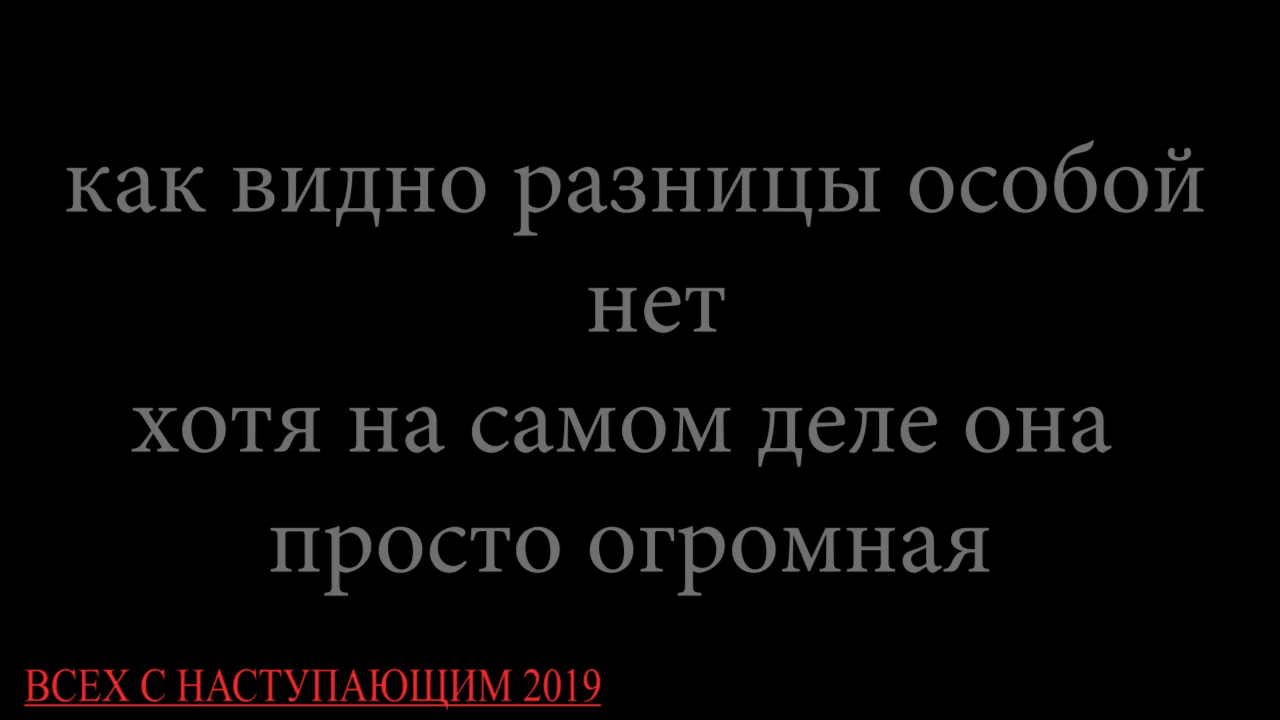 как видно разницы особой
нет
хотя на самом деле она
просто огромная
ВСЕХ С НАСТУПАЮЩИМ 2019